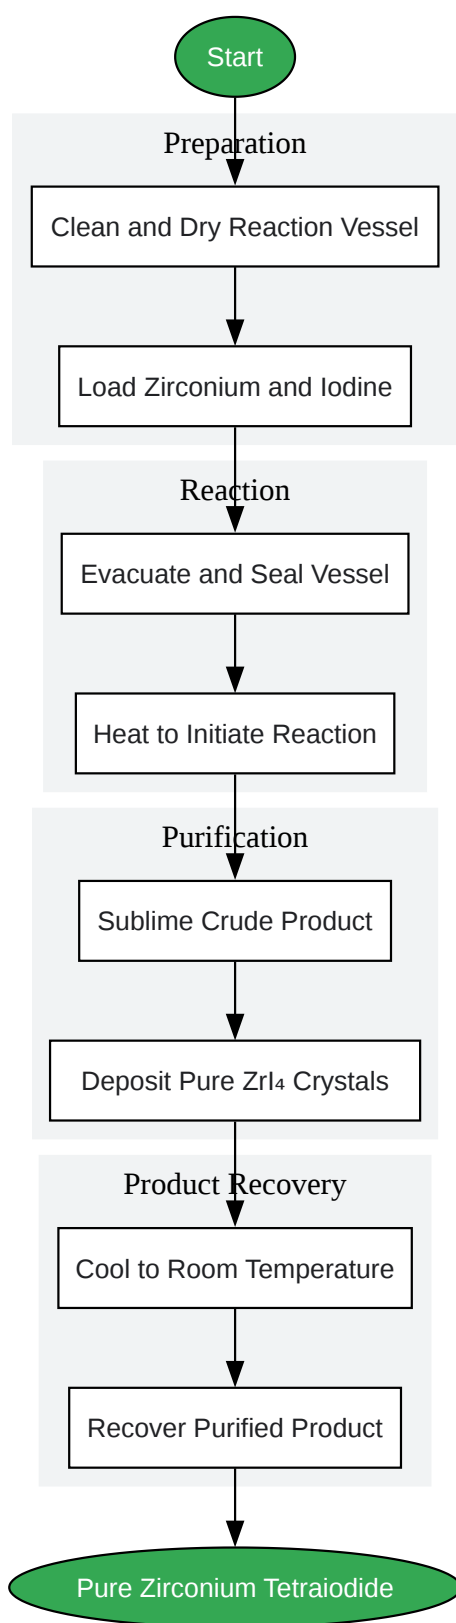 Start
Preparation
Clean and Dry Reaction Vessel
Load Zirconium and Iodine
Reaction
Evacuate and Seal Vessel
Heat to Initiate Reaction
Purification
Sublime Crude Product
Deposit Pure ZrI₄ Crystals
Product Recovery
Cool to Room Temperature
Recover Purified Product
Pure Zirconium Tetraiodide